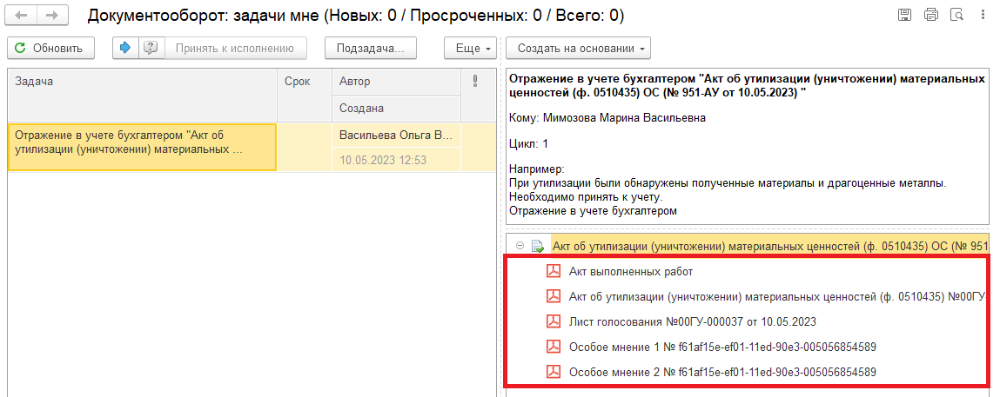 Документооборот: задачи мне (Новых: 0 / Просроченных: 0 / Всего: 0)
Обновить
Принять к исполнению
Подзадача...
Еще
Создать на основании
Задача
Срок
Автор
Создана
Отражение в учете бухгалтером "Акт об
утилизации (уничтожении) материальных ...
Васильева Ольга В...
10.05.2023 12:53
Отражение в учете бухгалтером "Акт об утилизации (уничтожении) материальных
ценностей (ф. 0510435) ОС (№ 951-АУ от 10.05.2023) "
Кому: Мимозова Марина Васильевна
Цикл: 1
Например:
При утилизации были обнаружены полученные материалы и драгоценные металлы.
Необходимо принять к учету.
Отражение в учете бухгалтером
Акт об утилизации (уничтожении) материальных ценностей (ф. 0510435) ОС (№ 951
Акт выполненных работ
Акт об утилизации (уничтожении) материальных ценностей (ф. 0510435) №00ГУ-
Лист голосования №00ГУ-000037 от 10.05.2023
Особое мнение 1 № f61af15e-ef01-11ed-90e3-005056854589
Особое мнение 2 № f61af15e-ef01-11ed-90e3-005056854589